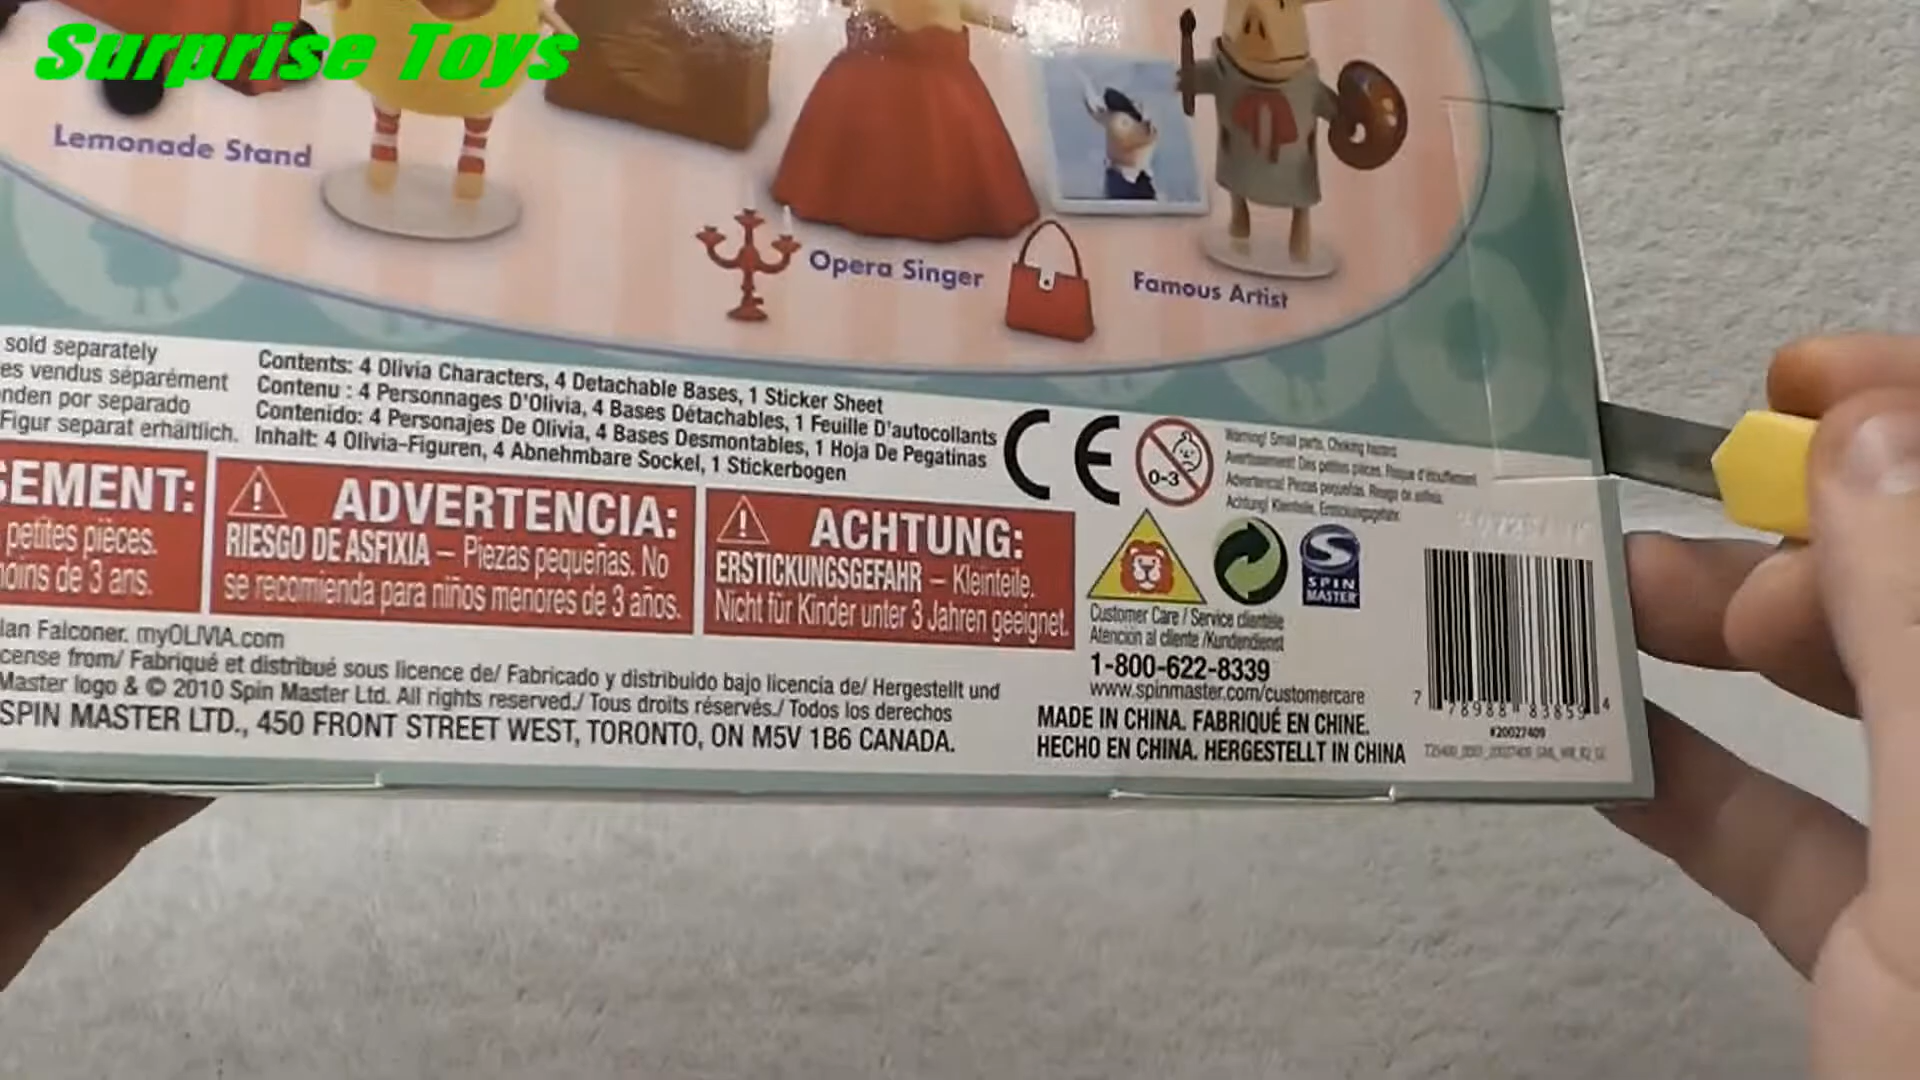 Surprise Toys
Lemonade Stand
Opera Singer
Famous Artist
sold separately
es vendus séparément
nden por separado
Figur separat erhältlich.
Contents: 4 Olivia Characters, 4 Detachable Bases, 1 Sticker Sheet
Contenu : 4 Personnages D'Olivia, 4 Bases Détachables, 1 Feuille D'autocollants
Contenido: 4 Personajes De Olivia, 4 Bases Desmontables, 1 Hoja De Pegatinas
Inhalt: 4 Olivia-Figuren, 4 Abnehmbare Sockel, 1 Stickerbogen
CE
0-3
Warning! Small parts. Choking hazard.
Avertissement! Des petites pièces. Risque d'étouffement.
Advertencia! Piezas pequeñas. Riesgo de asfixia.
Achtung! Kleinteile. Erstickungsgefahr.
SEMENT:
petites pièces.
moins de 3 ans.
ADVERTENCIA:
RIESGO DE ASFIXIA – Piezas pequeñas. No
se recomienda para niños menores de 3 años.
ACHTUNG:
ERSTICKUNGSGEFAHR – Kleinteile.
Nicht für Kinder unter 3 Jahren geeignet.
SPIN
MASTER
Customer Care / Service clientèle
Atención al cliente /Kundendienst
1-800-622-8339
www.spinmaster.com/customercare
MADE IN CHINA. FABRIQUÉ EN CHINE.
HECHO EN CHINA. HERGESTELLT IN CHINA
Ian Falconer. myOLIVIA.com
cense from/ Fabriqué et distribué sous licence de/ Fabricado y distribuido bajo licencia de/ Hergestellt und
Master logo & © 2010 Spin Master Ltd. All rights reserved./ Tous droits réservés./ Todos los derechos
SPIN MASTER LTD., 450 FRONT STREET WEST, TORONTO, ON M5V 1B6 CANADA.
7 78988 83859 4
#20027409